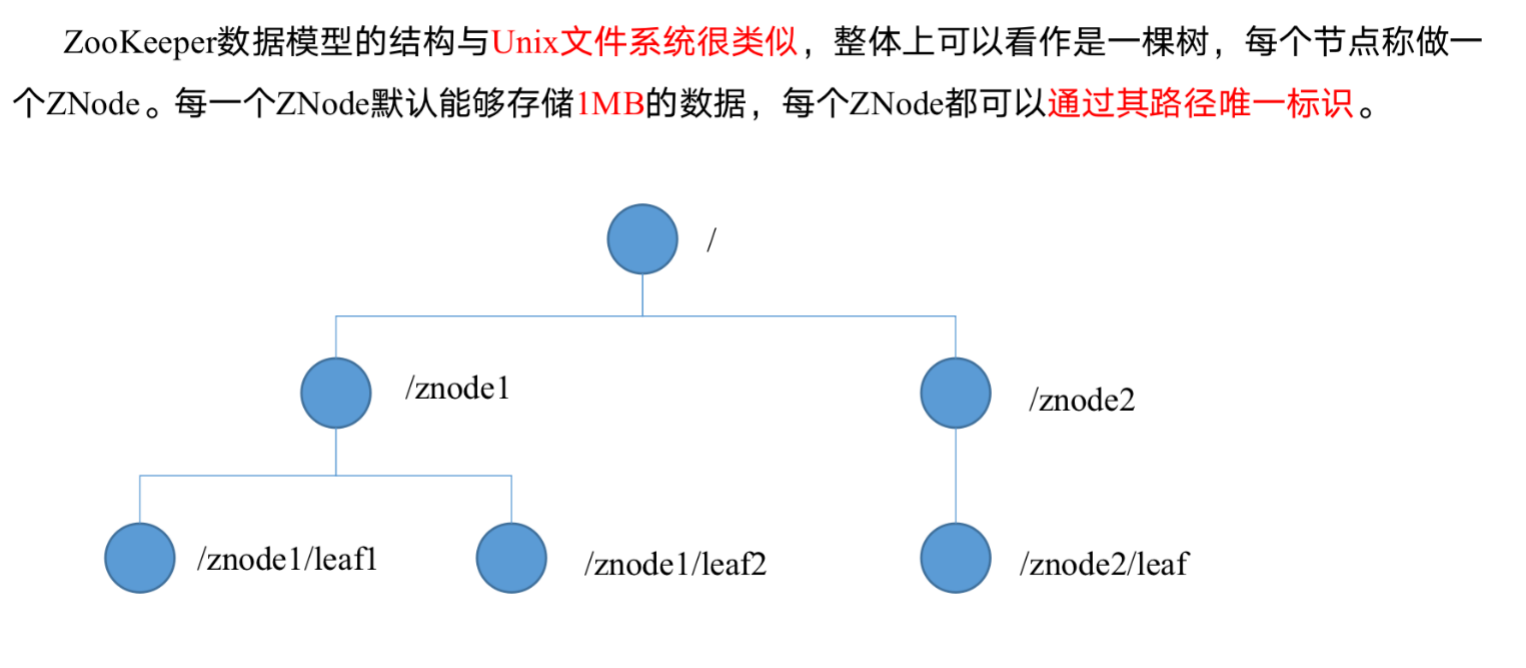 ZooKeeper数据模型的结构与Unix文件系统很类似，整体上可以看作是一棵树，每个节点称做一
个ZNode。每一个ZNode默认能够存储1MB的数据，每个ZNode都可以通过其路径唯一标识。
/
/znode1
/znode2
/znode1/leaf1
/znode1/leaf2
/znode2/leaf